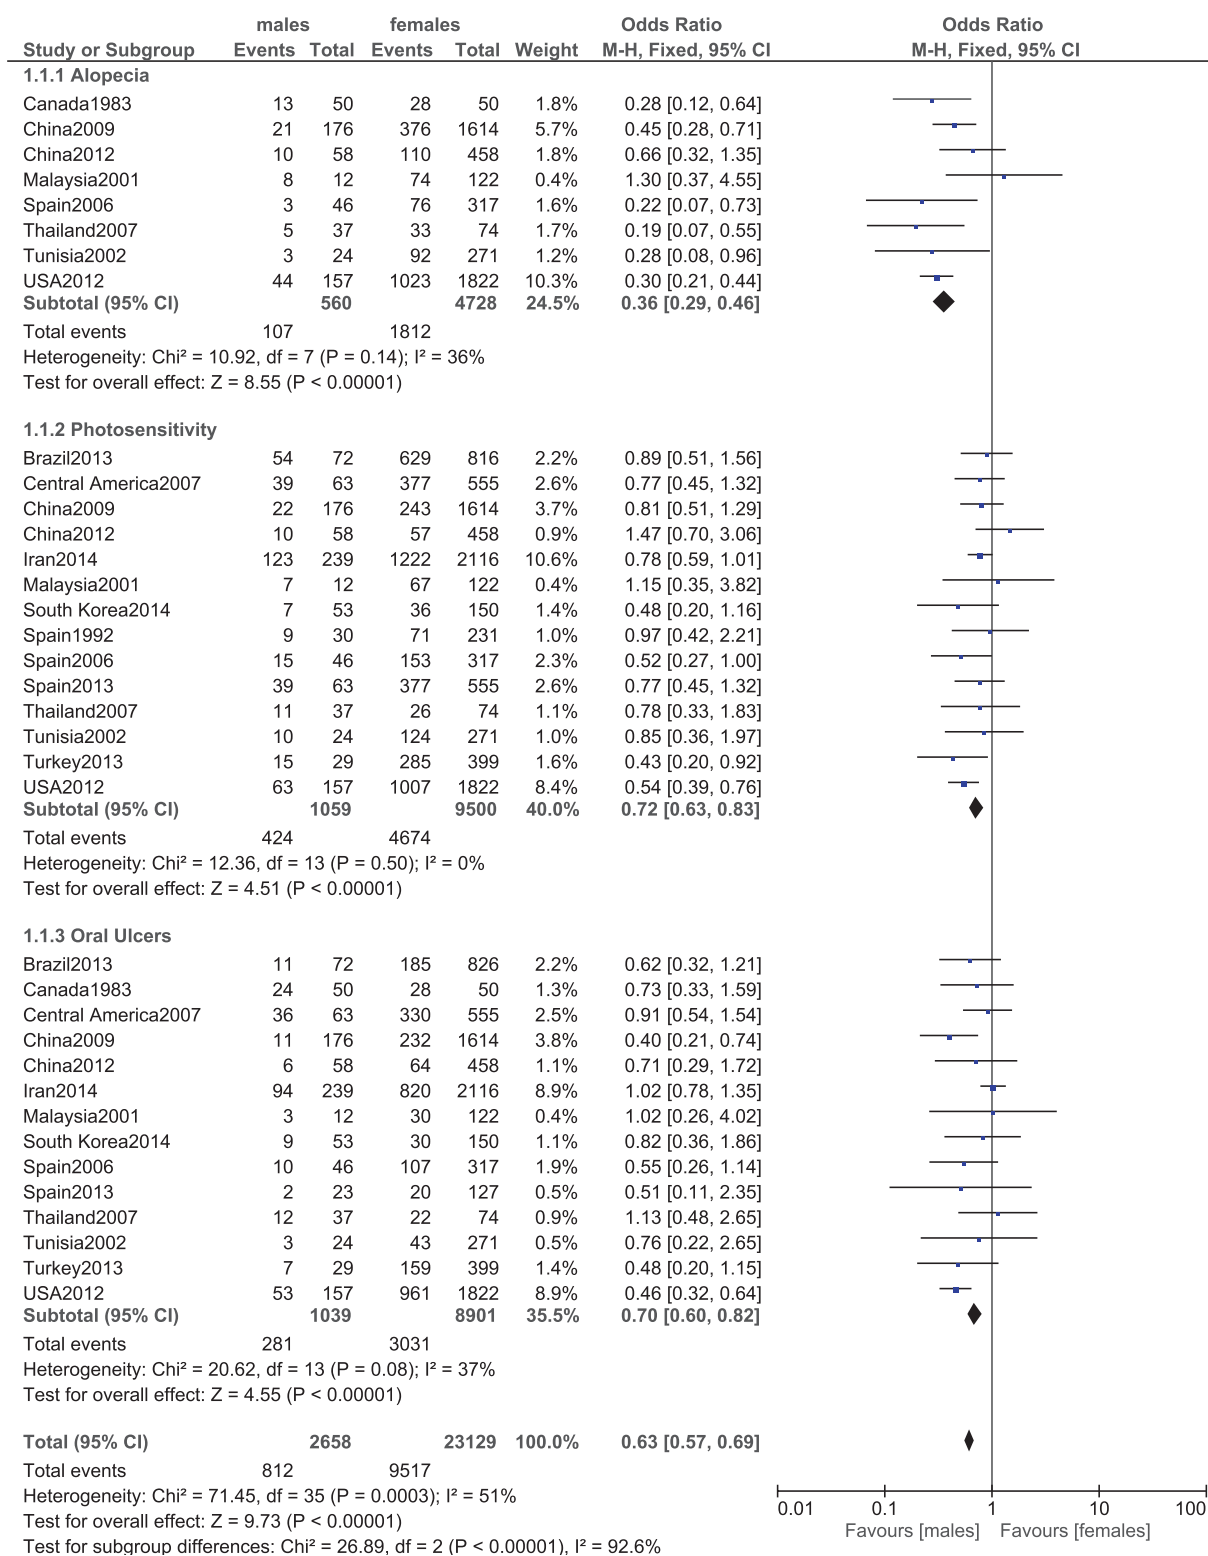 males females Odds Ratio Odds Ratio
Study or Subgroup Events Total Events Total Weight M-H, Fixed, 95% CI M-H, Fixed, 95% CI
1.1.1 Alopecia
Canada1983 13 50 28 50 1.8% 0.28 [0.12, 0.64]
China2009 21 176 376 1614 5.7% 0.45 [0.28, 0.71]
China2012 10 58 110 458 1.8% 0.66 [0.32, 1.35]
Malaysia2001 8 12 74 122 0.4% 1.30 [0.37, 4.55]
Spain2006 3 46 76 317 1.6% 0.22 [0.07, 0.73]
Thailand2007 5 37 33 74 1.7% 0.19 [0.07, 0.55]
Tunisia2002 3 24 92 271 1.2% 0.28 [0.08, 0.96]
USA2012 44 157 1023 1822 10.3% 0.30 [0.21, 0.44]
Subtotal (95% CI) 560 4728 24.5% 0.36 [0.29, 0.46]
Total events 107 1812
Heterogeneity: Chi² = 10.92, df = 7 (P = 0.14); I² = 36%
Test for overall effect: Z = 8.55 (P < 0.00001)
1.1.2 Photosensitivity
Brazil2013 54 72 629 816 2.2% 0.89 [0.51, 1.56]
Central America2007 39 63 377 555 2.6% 0.77 [0.45, 1.32]
China2009 22 176 243 1614 3.7% 0.81 [0.51, 1.29]
China2012 10 58 57 458 0.9% 1.47 [0.70, 3.06]
Iran2014 123 239 1222 2116 10.6% 0.78 [0.59, 1.01]
Malaysia2001 7 12 67 122 0.4% 1.15 [0.35, 3.82]
South Korea2014 7 53 36 150 1.4% 0.48 [0.20, 1.16]
Spain1992 9 30 71 231 1.0% 0.97 [0.42, 2.21]
Spain2006 15 46 153 317 2.3% 0.52 [0.27, 1.00]
Spain2013 39 63 377 555 2.6% 0.77 [0.45, 1.32]
Thailand2007 11 37 26 74 1.1% 0.78 [0.33, 1.83]
Tunisia2002 10 24 124 271 1.0% 0.85 [0.36, 1.97]
Turkey2013 15 29 285 399 1.6% 0.43 [0.20, 0.92]
USA2012 63 157 1007 1822 8.4% 0.54 [0.39, 0.76]
Subtotal (95% CI) 1059 9500 40.0% 0.72 [0.63, 0.83]
Total events 424 4674
Heterogeneity: Chi² = 12.36, df = 13 (P = 0.50); I² = 0%
Test for overall effect: Z = 4.51 (P < 0.00001)
1.1.3 Oral Ulcers
Brazil2013 11 72 185 826 2.2% 0.62 [0.32, 1.21]
Canada1983 24 50 28 50 1.3% 0.73 [0.33, 1.59]
Central America2007 36 63 330 555 2.5% 0.91 [0.54, 1.54]
China2009 11 176 232 1614 3.8% 0.40 [0.21, 0.74]
China2012 6 58 64 458 1.1% 0.71 [0.29, 1.72]
Iran2014 94 239 820 2116 8.9% 1.02 [0.78, 1.35]
Malaysia2001 3 12 30 122 0.4% 1.02 [0.26, 4.02]
South Korea2014 9 53 30 150 1.1% 0.82 [0.36, 1.86]
Spain2006 10 46 107 317 1.9% 0.55 [0.26, 1.14]
Spain2013 2 23 20 127 0.5% 0.51 [0.11, 2.35]
Thailand2007 12 37 22 74 0.9% 1.13 [0.48, 2.65]
Tunisia2002 3 24 43 271 0.5% 0.76 [0.22, 2.65]
Turkey2013 7 29 159 399 1.4% 0.48 [0.20, 1.15]
USA2012 53 157 961 1822 8.9% 0.46 [0.32, 0.64]
Subtotal (95% CI) 1039 8901 35.5% 0.70 [0.60, 0.82]
Total events 281 3031
Heterogeneity: Chi² = 20.62, df = 13 (P = 0.08); I² = 37%
Test for overall effect: Z = 4.55 (P < 0.00001)
Total (95% CI) 2658 23129 100.0% 0.63 [0.57, 0.69]
Total events 812 9517
Heterogeneity: Chi² = 71.45, df = 35 (P = 0.0003); I² = 51%
Test for overall effect: Z = 9.73 (P < 0.00001)
Test for subgroup differences: Chi² = 26.89, df = 2 (P < 0.00001), I² = 92.6%
0.01 0.1 1 10 100
Favours [males] Favours [females]